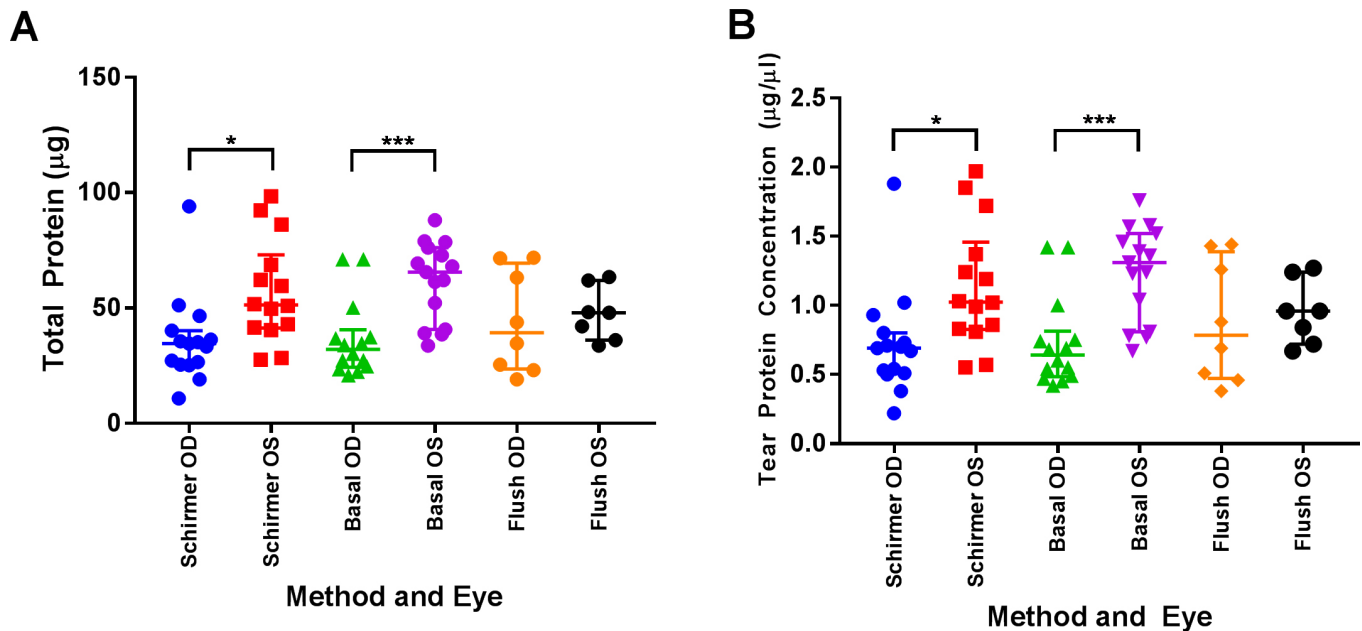 A
Total Protein (μg)
150
100
50
0
*
***
Schirmer OD
Schirmer OS
Basal OD
Basal OS
Flush OD
Flush OS
Method and Eye
B
Tear Protein Concentration (μg/μl)
2.5
2.0
1.5
1.0
0.5
0.0
*
***
Schirmer OD
Schirmer OS
Basal OD
Basal OS
Flush OD
Flush OS
Method and Eye